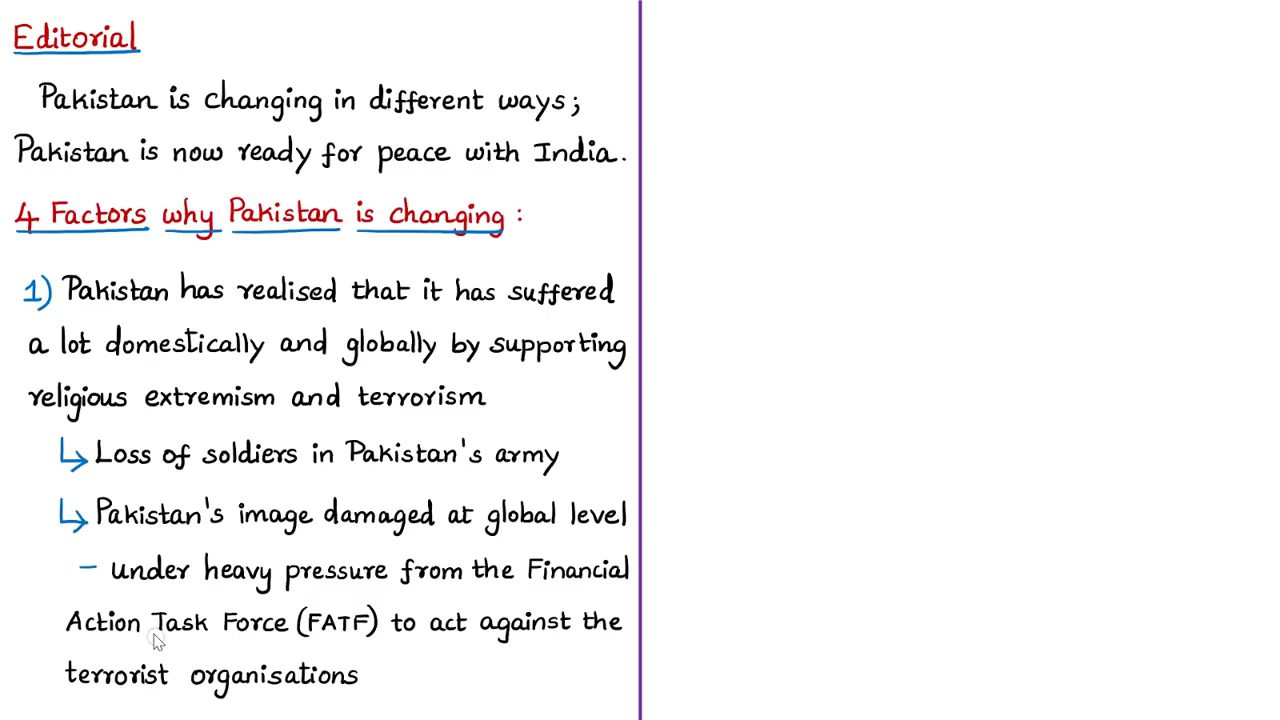 Editorial
Pakistan is changing in different ways;
Pakistan is now ready for peace with India.
4 Factors why Pakistan is changing :
1) Pakistan has realised that it has suffered
a lot domestically and globally by supporting
religious extremism and terrorism
↳ Loss of soldiers in Pakistan's army
↳ Pakistan's image damaged at global level
- under heavy pressure from the Financial
Action Task Force (FATF) to act against the
terrorist organisations